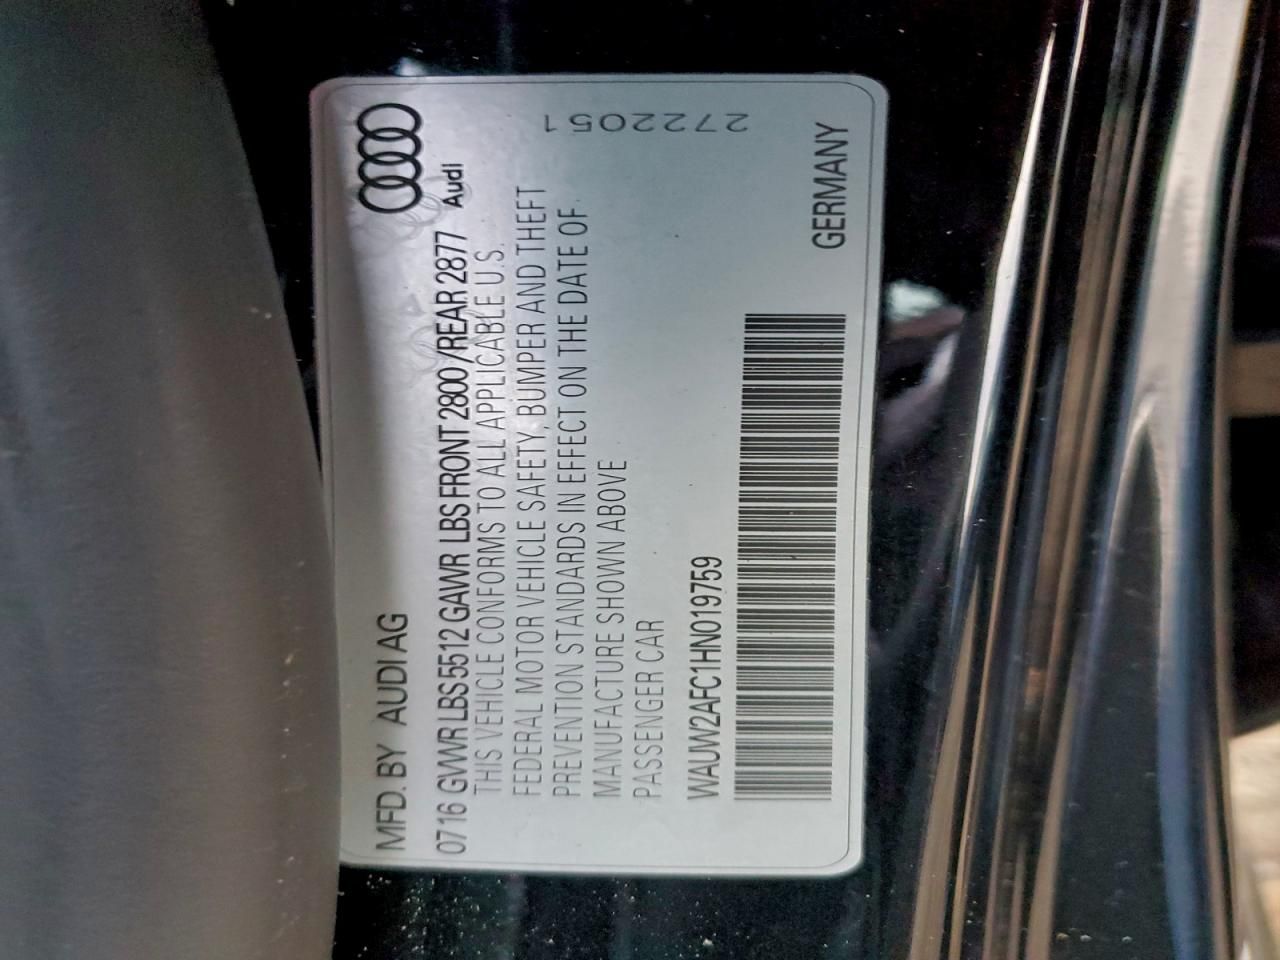 MFD. BY AUDI AG
0716 GVWR LBS 5512 GAWR LBS FRONT 2800 /REAR 2877
Audi
THIS VEHICLE CONFORMS TO ALL APPLICABLE U.S.
FEDERAL MOTOR VEHICLE SAFETY, BUMPER AND THEFT
PREVENTION STANDARDS IN EFFECT ON THE DATE OF
MANUFACTURE SHOWN ABOVE
PASSENGER CAR
WAUW2AFC1HN019759
GERMANY
2722051